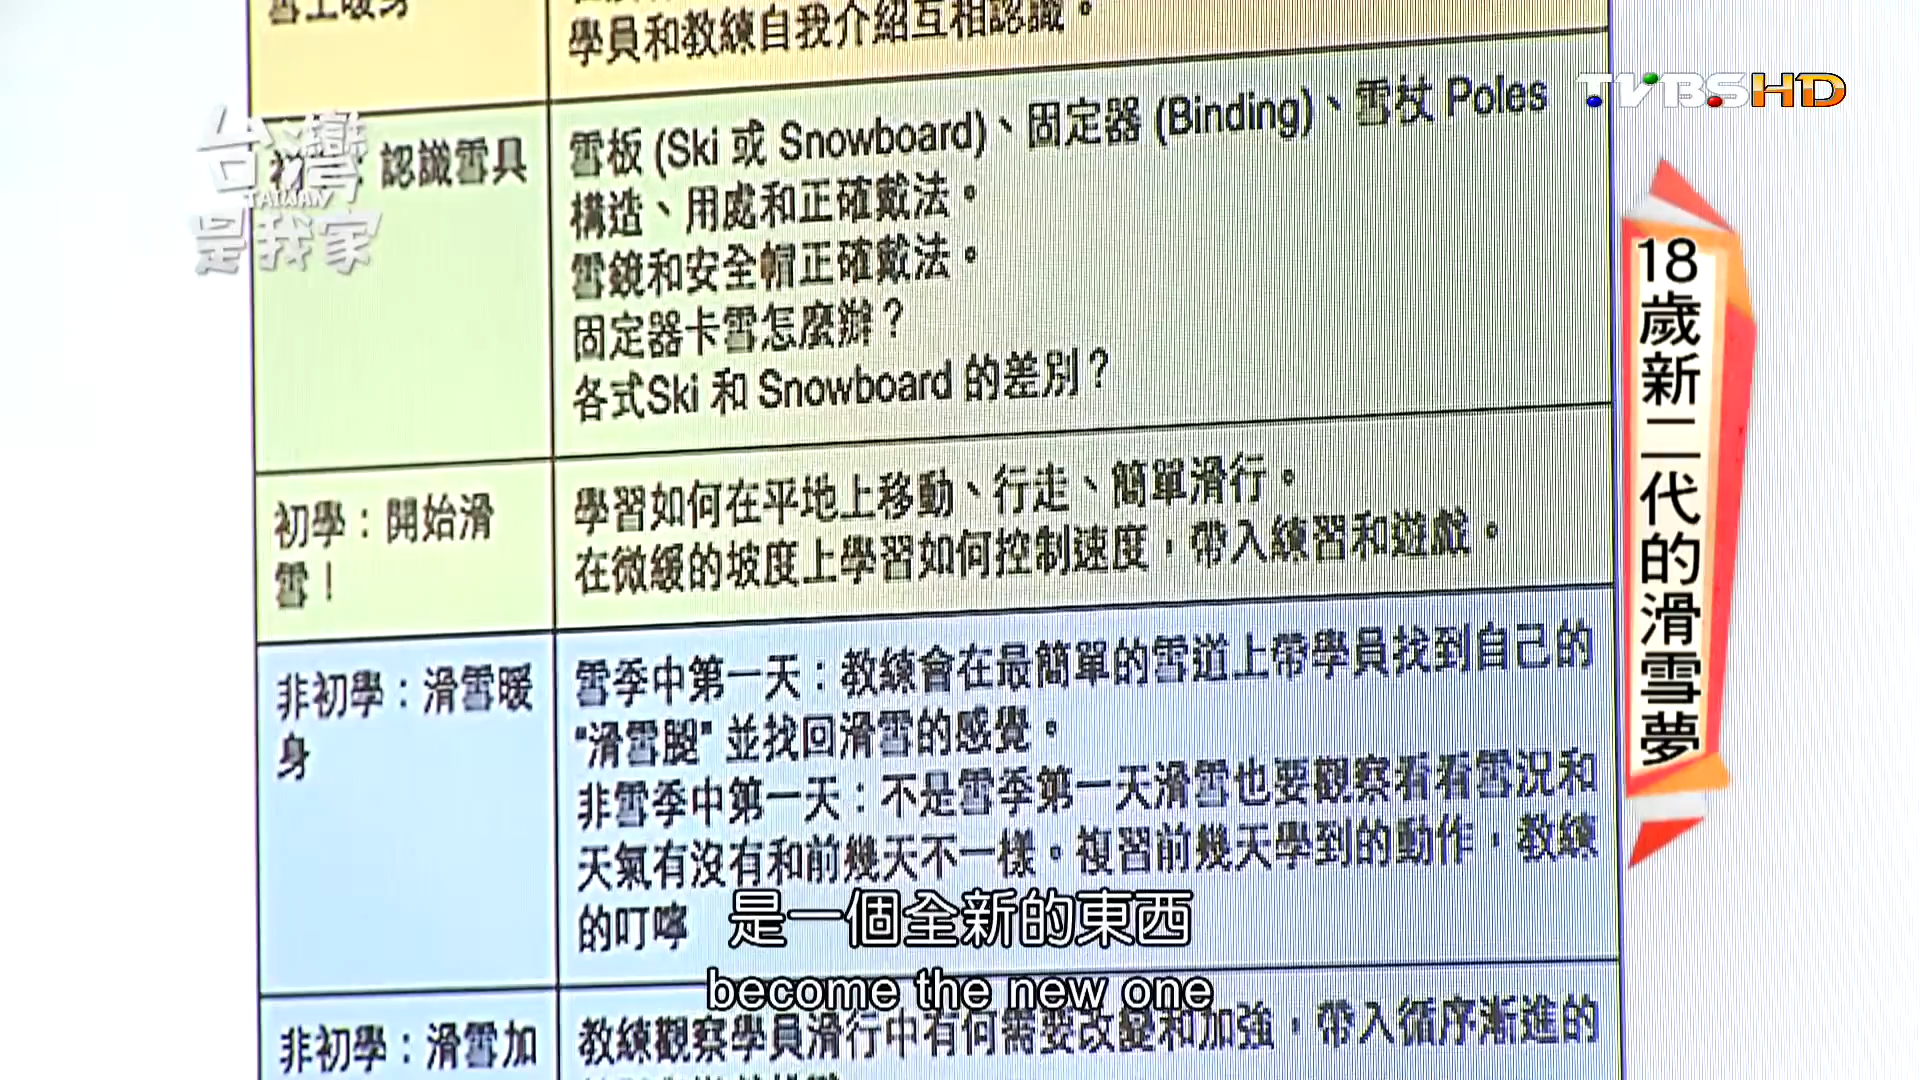 雪上暖身
學員和教練自我介紹互相認識。
初學：認識雪具
雪板 (Ski 或 Snowboard)、固定器 (Binding)、雪杖 Poles
構造、用處和正確戴法。
雪鏡和安全帽正確戴法。
固定器卡雪怎麼辦？
各式Ski 和 Snowboard 的差別？
初學：開始滑
雪！
學習如何在平地上移動、行走、簡單滑行。
在微緩的坡度上學習如何控制速度，帶入練習和遊戲。
非初學：滑雪暖
身
雪季中第一天：教練會在最簡單的雪道上帶學員找到自己的
“滑雪腿” 並找回滑雪的感覺。
非雪季中第一天：不是雪季第一天滑雪也要觀察看看雪況和
天氣有沒有和前幾天不一樣。複習前幾天學到的動作，教練
的叮嚀
非初學：滑雪加
教練觀察學員滑行中有何需要改變和加強，帶入循序漸進的
台灣
TAIWAN
是我家
TVBS HD
18歲新二代的滑雪夢
是一個全新的東西
become the new one